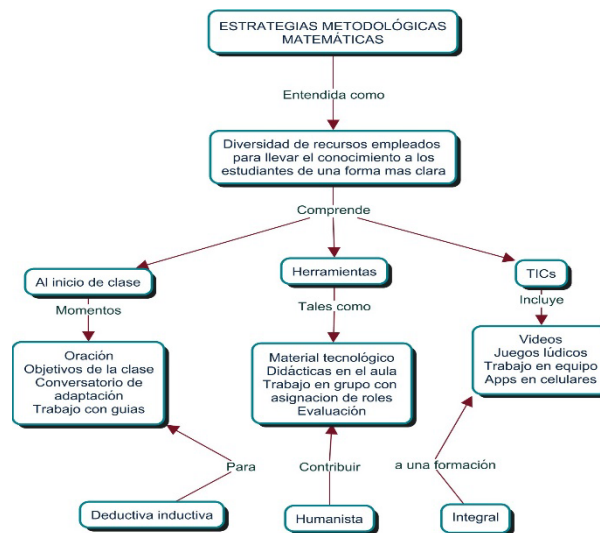 ESTRATEGIAS METODOLÓGICAS
MATEMÁTICAS
Entendida como
Diversidad de recursos empleados
para llevar el conocimiento a los
estudiantes de una forma mas clara
Comprende
Al inicio de clase
Herramientas
TICs
Momentos
Tales como
Incluye
Oración
Objetivos de la clase
Conversatorio de
adaptación
Trabajo con guias
Material tecnológico
Didácticas en el aula
Trabajo en grupo con
asignacion de roles
Evaluación
Videos
Juegos lúdicos
Trabajo en equipo
Apps en celulares
Para
Contribuir
a una formación
Deductiva inductiva
Humanista
Integral